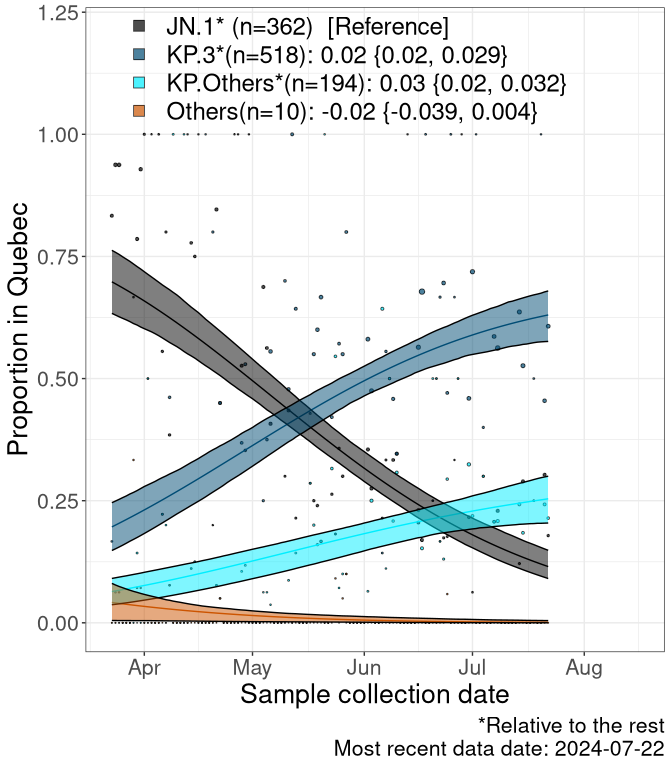 JN.1* (n=362)  [Reference]
KP.3*(n=518): 0.02 {0.02, 0.029}
KP.Others*(n=194): 0.03 {0.02, 0.032}
Others(n=10): -0.02 {-0.039, 0.004}
1.25
1.00
0.75
0.50
0.25
0.00
Proportion in Quebec
Apr May Jun Jul Aug
Sample collection date
*Relative to the rest
Most recent data date: 2024-07-22